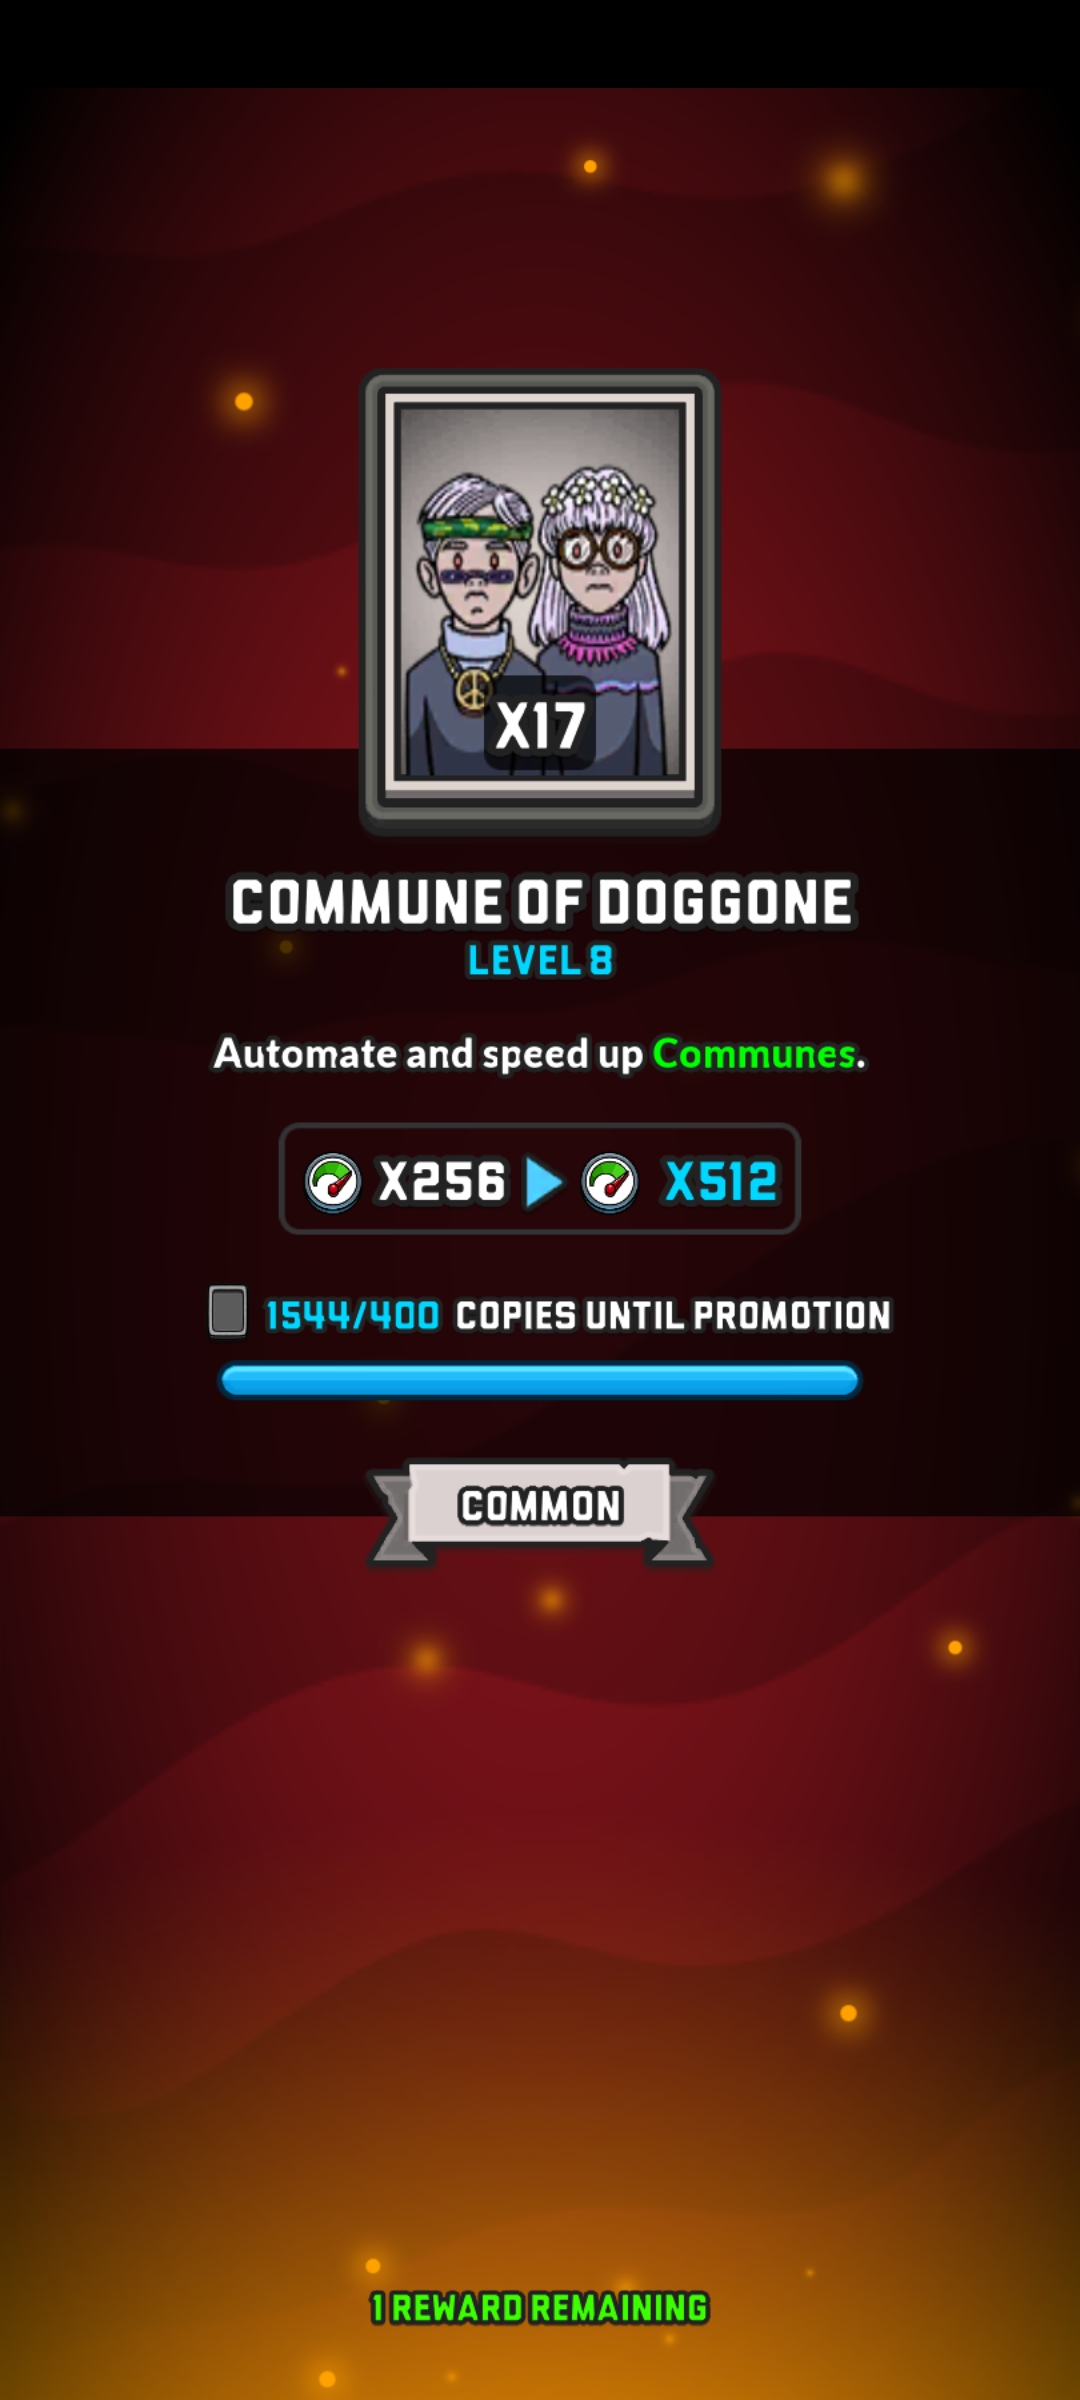 X17
COMMUNE OF DOGGONE
LEVEL 8
Automate and speed up Communes.
X256 X512
1544/400 COPIES UNTIL PROMOTION
COMMON
1 REWARD REMAINING